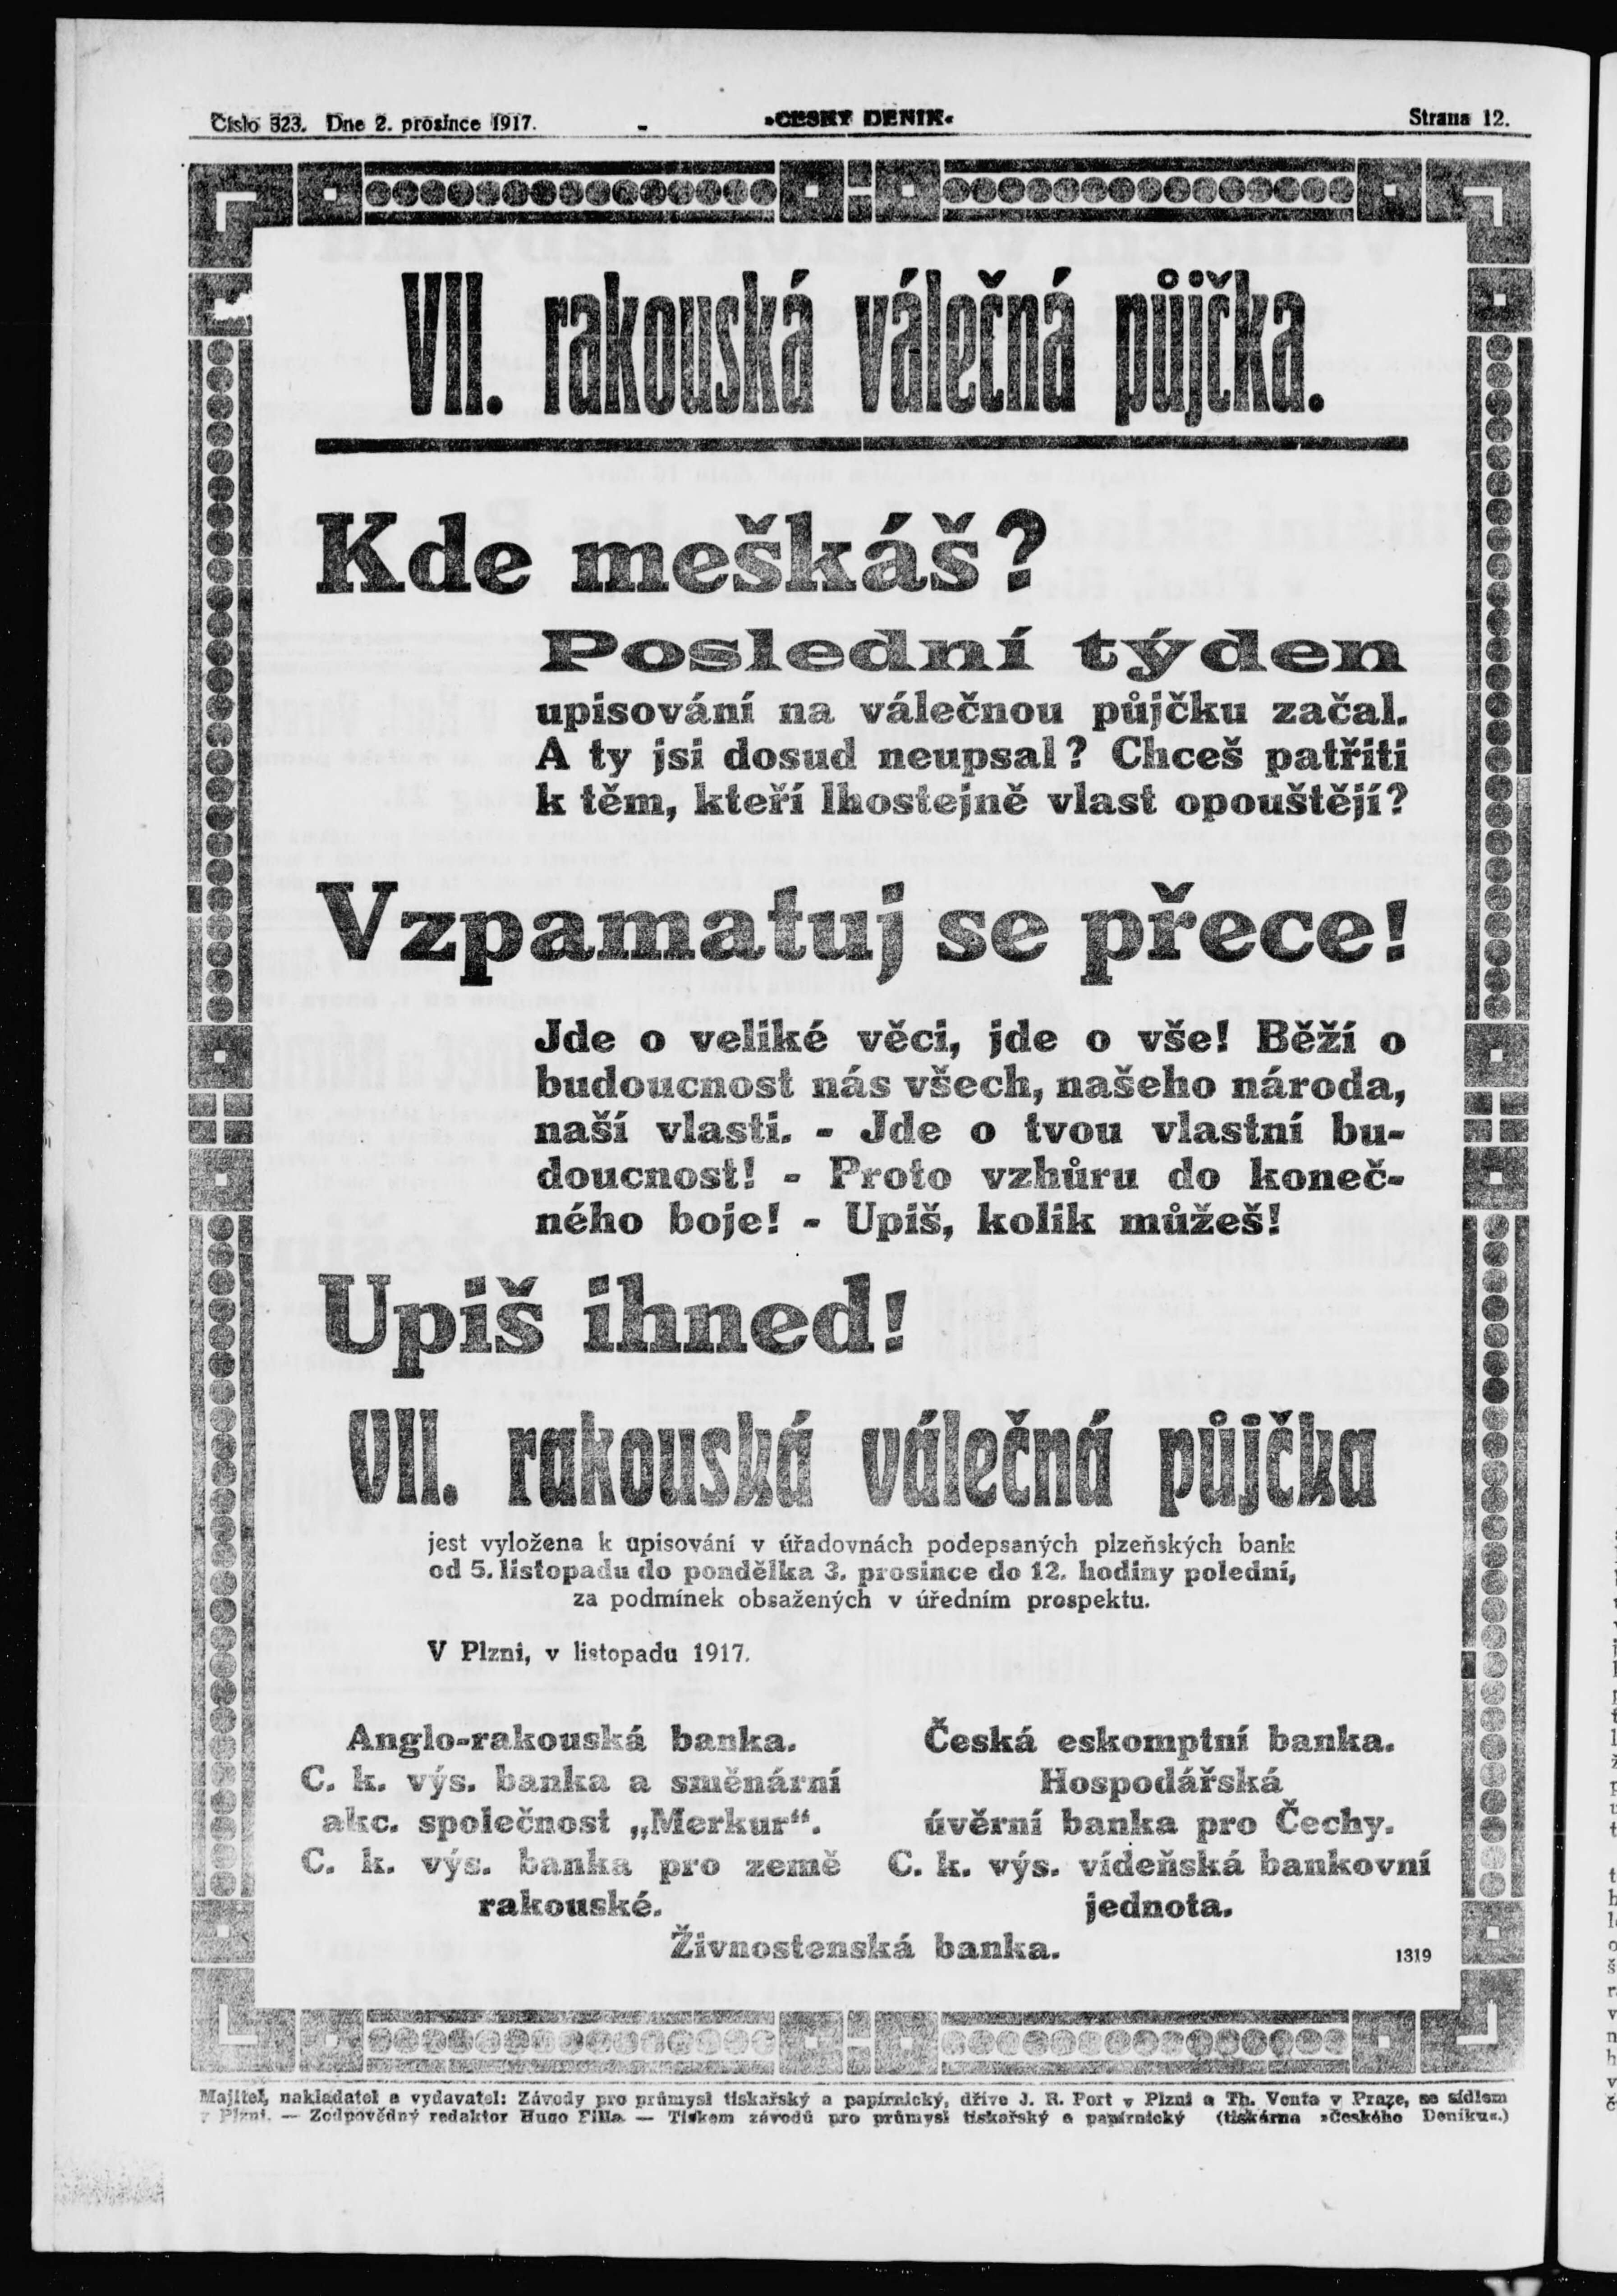 Číslo 323. Dne 2. prosince 1917.
»ČESKÝ DENÍK«
Strana 12.
VII. rakouská válečná půjčka.
Kde meškáš?
Poslední týden
upisování na válečnou půjčku začal.
A ty jsi dosud neupsal? Chceš patřiti
k těm, kteří lhostejně vlast opouštějí?
Vzpamatuj se přece!
Jde o veliké věci, jde o vše! Běží o
budoucnost nás všech, našeho národa,
naší vlasti. - Jde o tvou vlastní bu-
doucnost! - Proto vzhůru do koneč-
ného boje! - Upiš, kolik můžeš!
Upiš ihned!
VII. rakouská válečná půjčka
jest vyložena k upisování v úřadovnách podepsaných plzeňských bank
od 5. listopadu do pondělka 3. prosince do 12. hodiny polední,
za podmínek obsažených v úředním prospektu.
V Plzni, v listopadu 1917.
Anglo-rakouská banka.
C. k. výs. banka a směnární
akc. společnost „Merkur“.
C. k. výs. banka pro země
rakouské.
Česká eskomptní banka.
Hospodářská
úvěrní banka pro Čechy.
C. k. výs. vídeňská bankovní
jednota.
Živnostenská banka.
1319
Majitel, nakladatel a vydavatel: Závody pro průmysl tiskařský a papírnický, dříve J. R. Port v Plzni a Th. Venta v Praze, se sídlem
v Plzni. — Zodpovědný redaktor Hugo Filla. — Tiskem závodů pro průmysl tiskařský a papírnický (tiskárna »Českého Deníku«.)